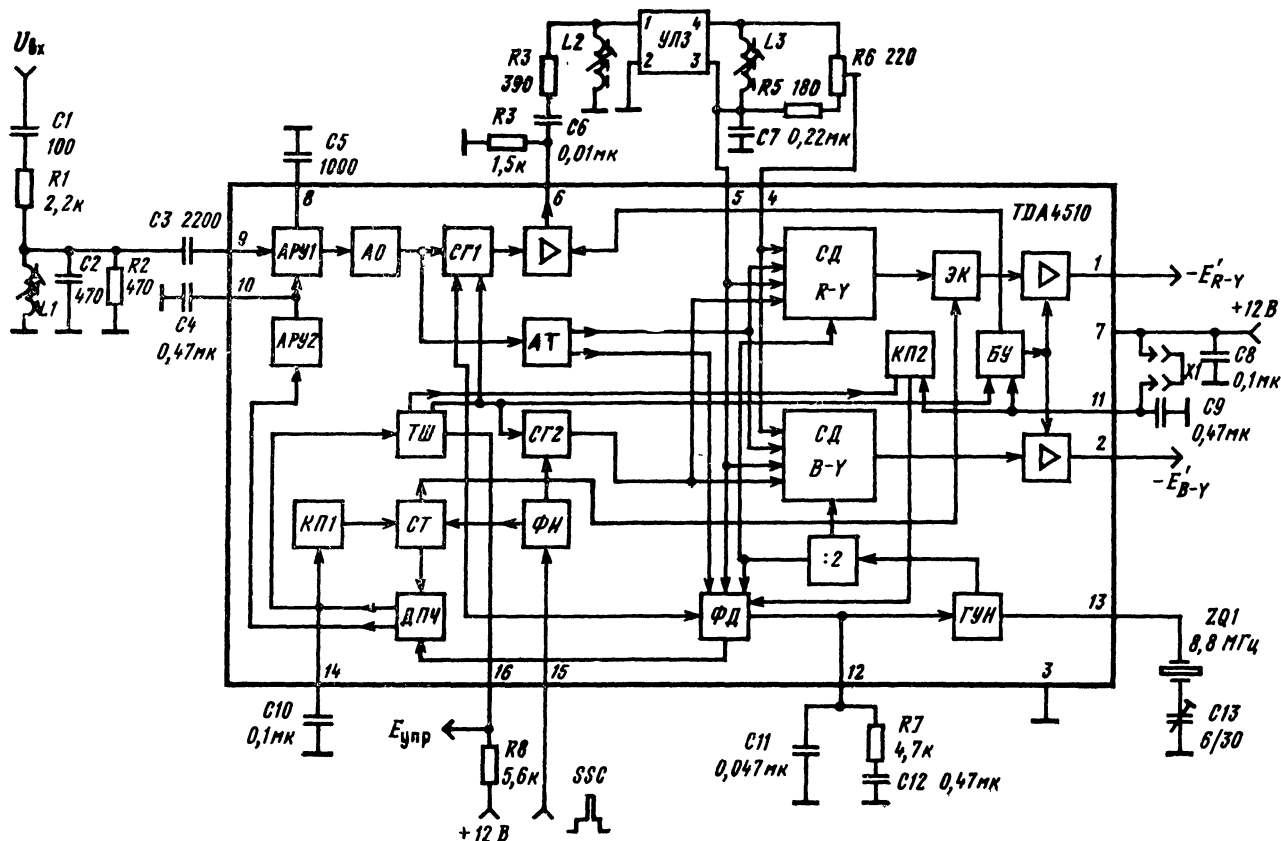 Uвх
C1
100
R1
2,2к
C2
470
R2
470
L1
C3 2200
C4
0,47мк
C5
1000
R3
390
R3
1,5к
C6
0,01мк
L2
1
2
УЛЗ
4
3
L3
R5 180
R6 220
C7 0,22мк
8
6
5
4
TDA4510
9
10
АРУ1
АО
СГ1
АРУ2
АТ
СД
R-Y
ЭК
1
-E'R-Y
+12 В
7
КП2
БУ
X1
C8
0,1мк
11
C9
0,47мк
ТШ
СГ2
СД
B-Y
2
-E'B-Y
КП1
СТ
ФИ
:2
ДПЧ
ФД
ГУН
13
ZQ1
8,8 МГц
14
16
15
12
3
C10
0,1мк
Eупр
R8
5,6к
+12 В
SSC
C11
0,047мк
R7
4,7к
C12 0,47мк
C13
6/30